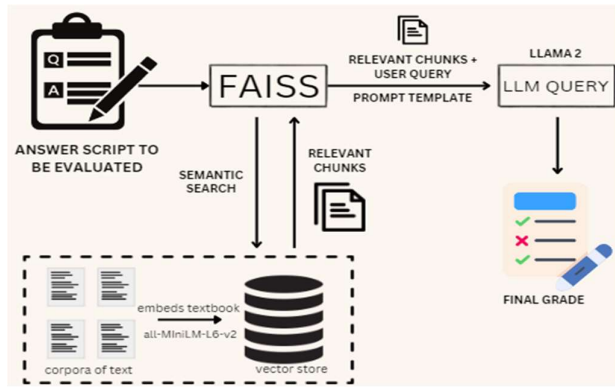 Q
A
ANSWER SCRIPT TO
BE EVALUATED
FAISS
RELEVANT CHUNKS +
USER QUERY
PROMPT TEMPLATE
LLAMA 2
LLM QUERY
SEMANTIC
SEARCH
RELEVANT
CHUNKS
FINAL GRADE
embeds textbook
all-MIniLM-L6-v2
corpora of text
vector store